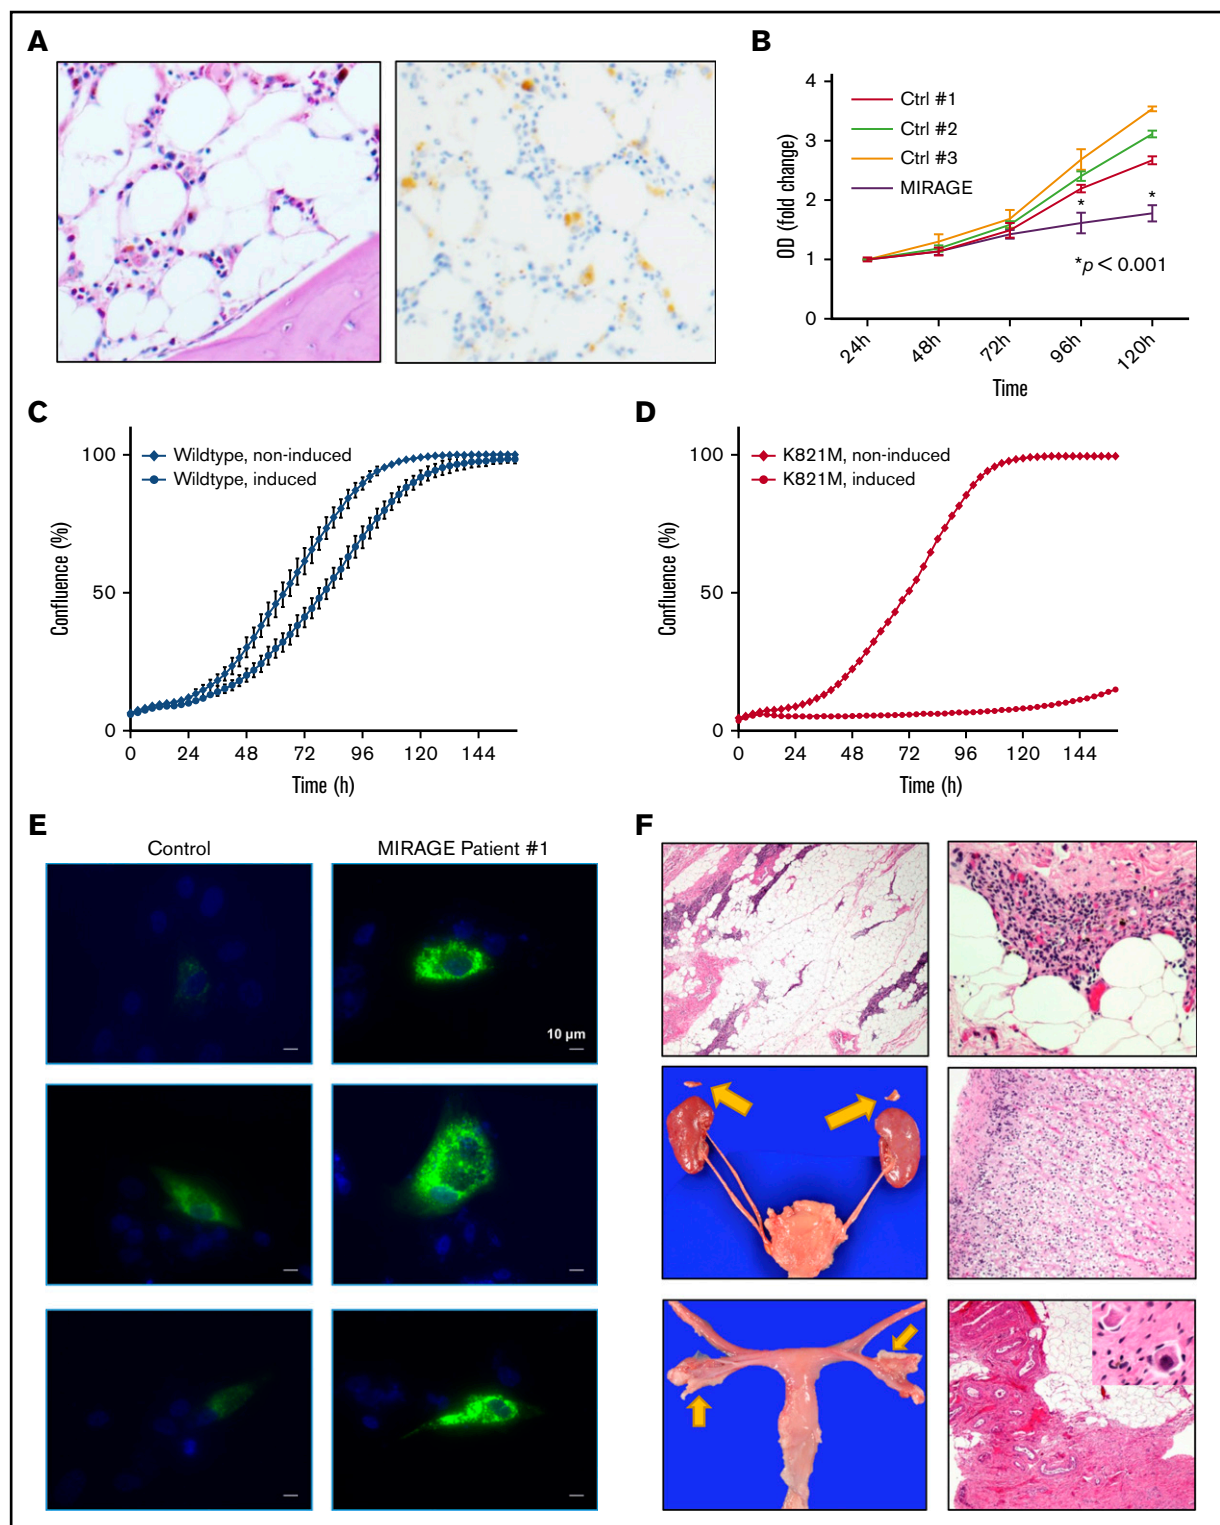 A
B
4
3
2
1
0
OD (fold change)
Ctrl #1
Ctrl #2
Ctrl #3
MIRAGE
*
*
*p < 0.001
24h
48h
72h
96h
120h
Time
C
100
50
0
Confluence (%)
Wildtype, non-induced
Wildtype, induced
0 24 48 72 96 120 144
Time (h)
D
100
50
0
Confluence (%)
K821M, non-induced
K821M, induced
0 24 48 72 96 120 144
Time (h)
E
Control
MIRAGE Patient #1
10 µm
F